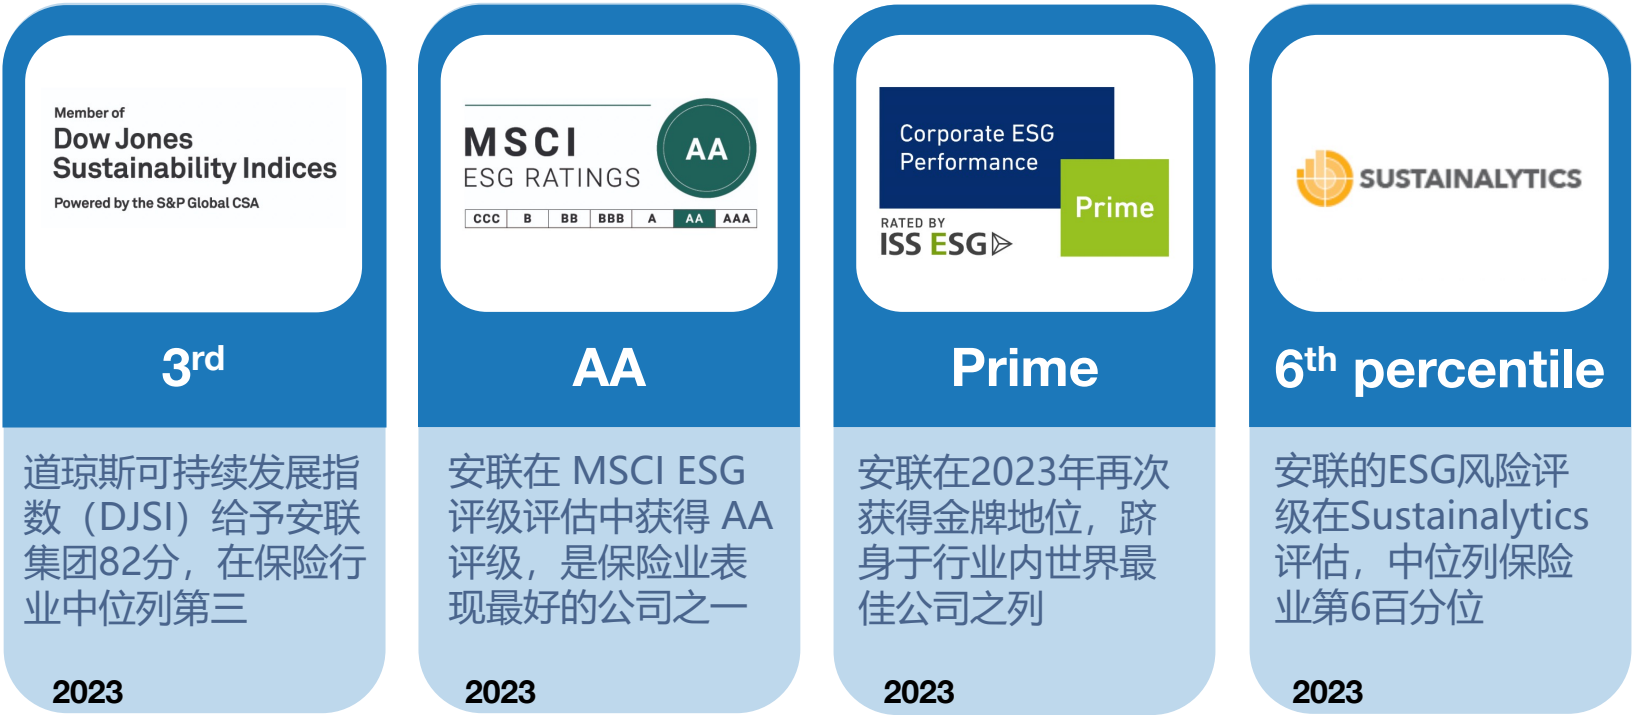 Member of
Dow Jones
Sustainability Indices
Powered by the S&P Global CSA
3rd
道琼斯可持续发展指
数（DJSI）给予安联
集团82分，在保险行
业中位列第三
2023
MSCI
ESG RATINGS
AA
CCC B BB BBB A AA AAA
AA
安联在 MSCI ESG
评级评估中获得 AA
评级，是保险业表
现最好的公司之一
2023
Corporate ESG
Performance
Prime
RATED BY
ISS ESG
Prime
安联在2023年再次
获得金牌地位，跻
身于行业内世界最
佳公司之列
2023
SUSTAINALYTICS
6th percentile
安联的ESG风险评
级在Sustainalytics
评估，中位列保险
业第6百分位
2023